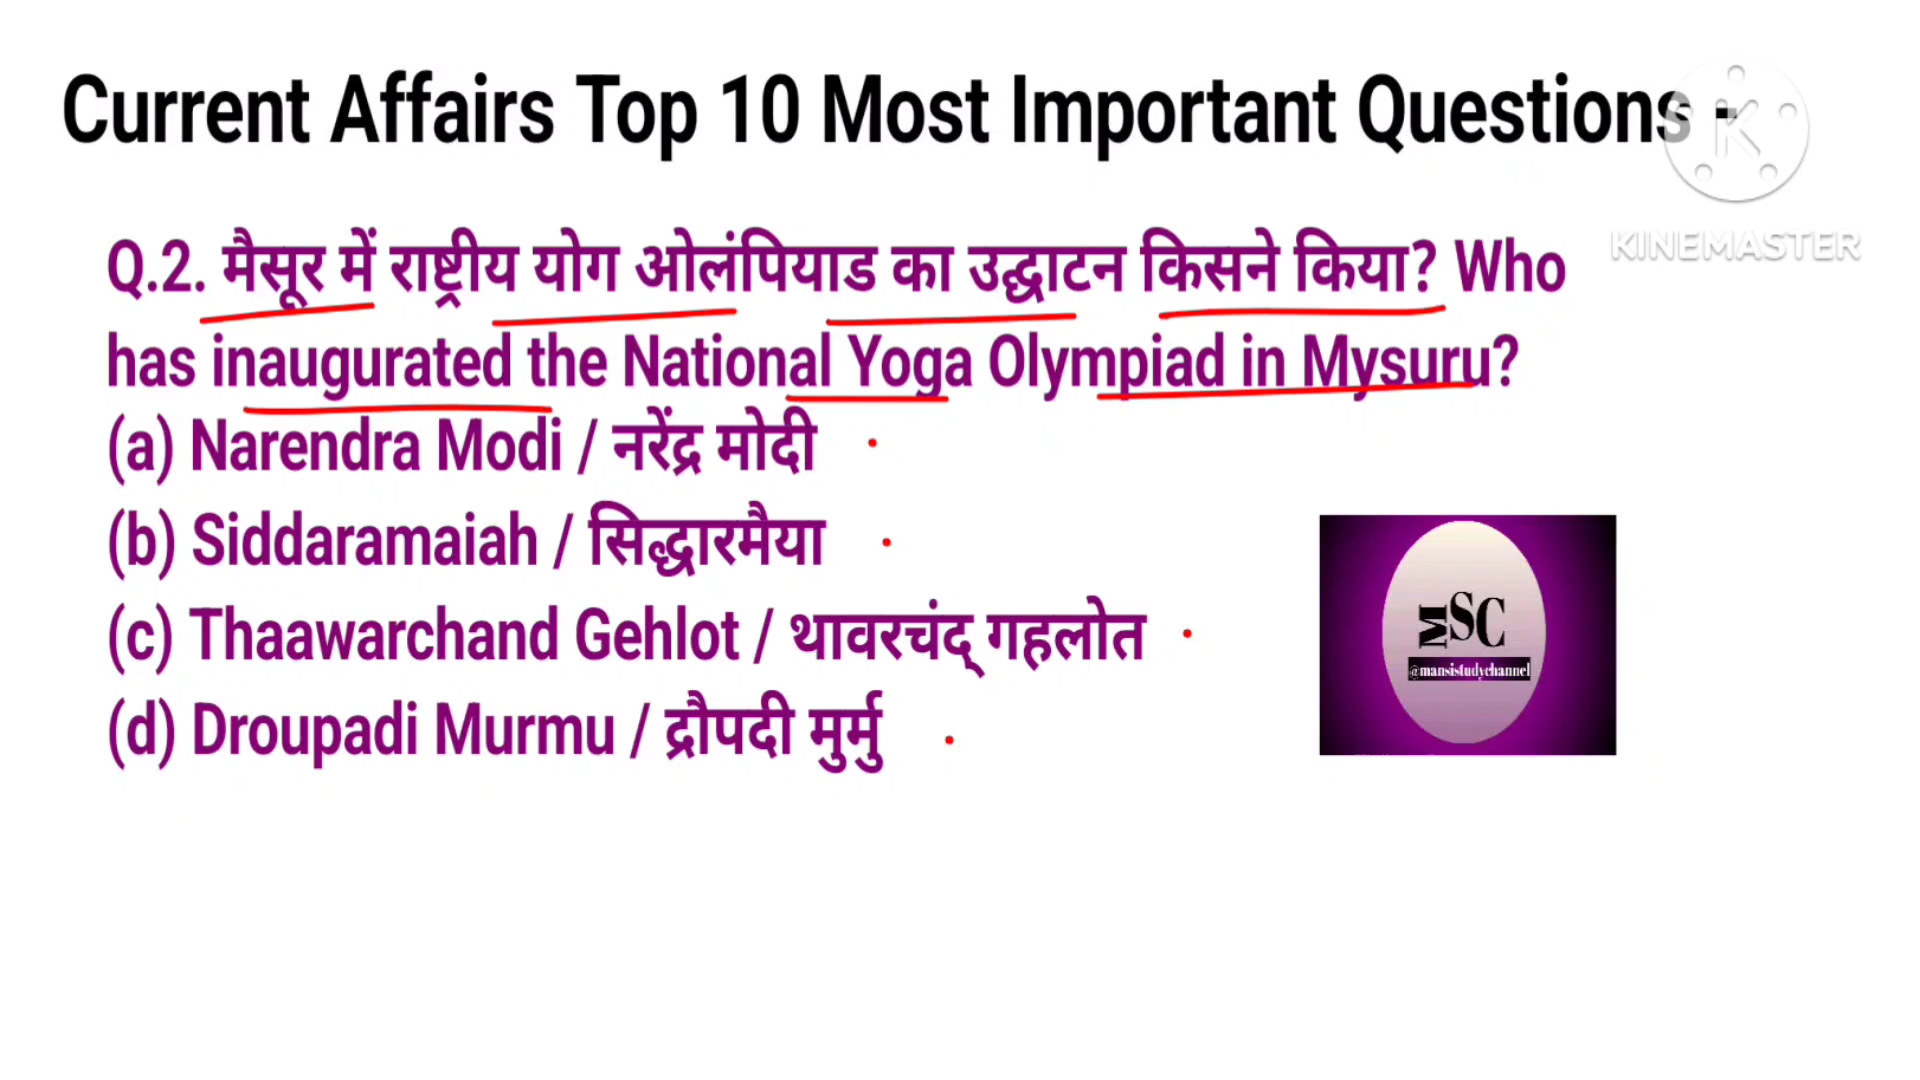 Current Affairs Top 10 Most Important Questions -
KINEMASTER
Q.2. मैसूर में राष्ट्रीय योग ओलंपियाड का उद्घाटन किसने किया? Who
has inaugurated the National Yoga Olympiad in Mysuru?
(a) Narendra Modi / नरेंद्र मोदी
(b) Siddaramaiah / सिद्धारमैया
(c) Thaawarchand Gehlot / थावरचंद् गहलोत
(d) Droupadi Murmu / द्रौपदी मुर्मु
MSC
@mansistudychannel